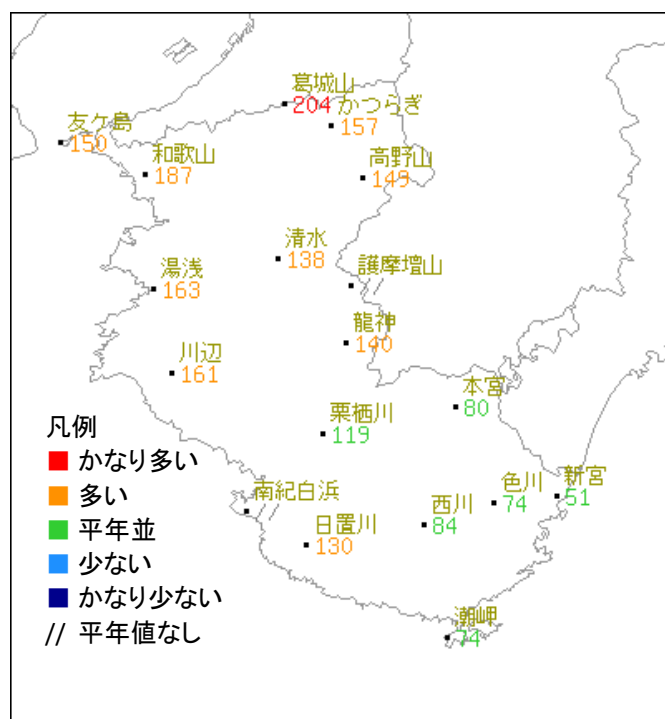 葛城山
204
かつらぎ
157
友ケ島
150
和歌山
187
高野山
149
清水
138
護摩壇山
//
湯浅
163
龍神
140
川辺
161
本宮
80
栗栖川
119
凡例
かなり多い
多い
平年並
少ない
かなり少ない
// 平年値なし
南紀白浜
//
日置川
130
西川
84
色川
74
新宮
51
潮岬
74